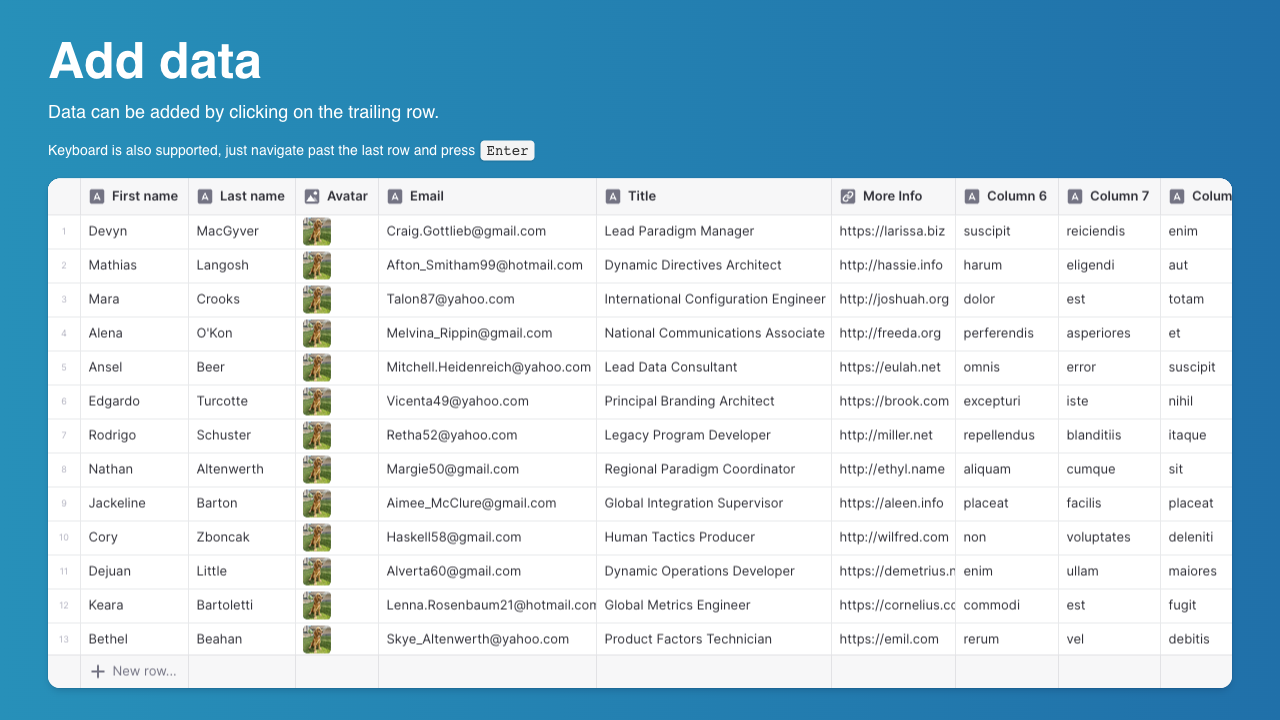 Add data
Data can be added by clicking on the trailing row.
Keyboard is also supported, just navigate past the last row and press Enter
First name Last name Avatar Email Title More Info Column 6 Column 7 Colum
1 Devyn MacGyver Craig.Gottlieb@gmail.com Lead Paradigm Manager https://larissa.biz suscipit reiciendis enim
2 Mathias Langosh Afton_Smitham99@hotmail.com Dynamic Directives Architect http://hassie.info harum eligendi aut
3 Mara Crooks Talon87@yahoo.com International Configuration Engineer http://joshuah.org dolor est totam
4 Alena O'Kon Melvina_Rippin@gmail.com National Communications Associate http://freeda.org perferendis asperiores et
5 Ansel Beer Mitchell.Heidenreich@yahoo.com Lead Data Consultant https://eulah.net omnis error suscipit
6 Edgardo Turcotte Vicenta49@yahoo.com Principal Branding Architect https://brook.com excepturi iste nihil
7 Rodrigo Schuster Retha52@yahoo.com Legacy Program Developer http://miller.net repellendus blanditiis itaque
8 Nathan Altenwerth Margie50@gmail.com Regional Paradigm Coordinator http://ethyl.name aliquam cumque sit
9 Jackeline Barton Aimee_McClure@gmail.com Global Integration Supervisor https://aleen.info placeat facilis placeat
10 Cory Zboncak Haskell58@gmail.com Human Tactics Producer http://wilfred.com non voluptates deleniti
11 Dejuan Little Alverta60@gmail.com Dynamic Operations Developer https://demetrius.n enim ullam maiores
12 Keara Bartoletti Lenna.Rosenbaum21@hotmail.com Global Metrics Engineer https://cornelius.co commodi est fugit
13 Bethel Beahan Skye_Altenwerth@yahoo.com Product Factors Technician https://emil.com rerum vel debitis
New row...